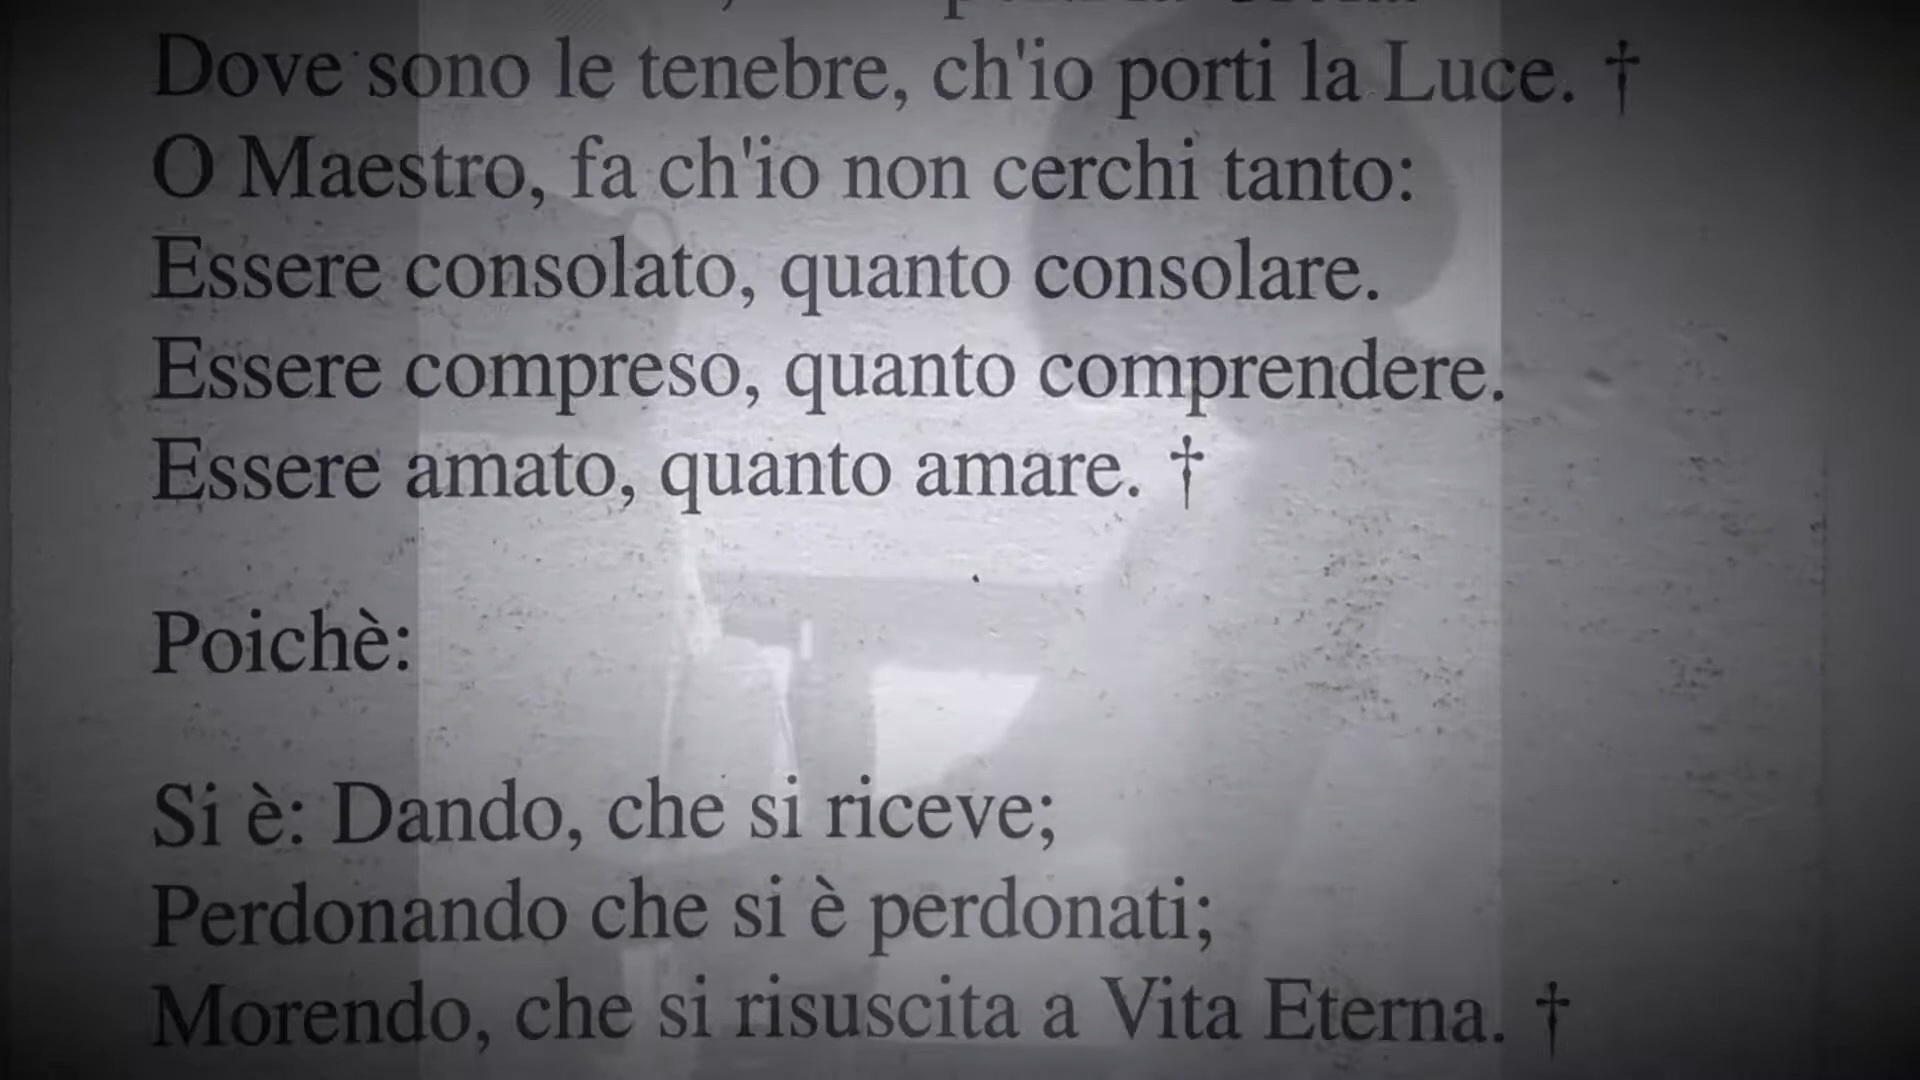 Dove sono le tenebre, ch'io porti la Luce. †
O Maestro, fa ch'io non cerchi tanto:
Essere consolato, quanto consolare.
Essere compreso, quanto comprendere.
Essere amato, quanto amare. †
Poichè:
Si è: Dando, che si riceve;
Perdonando che si è perdonati;
Morendo, che si risuscita a Vita Eterna. †